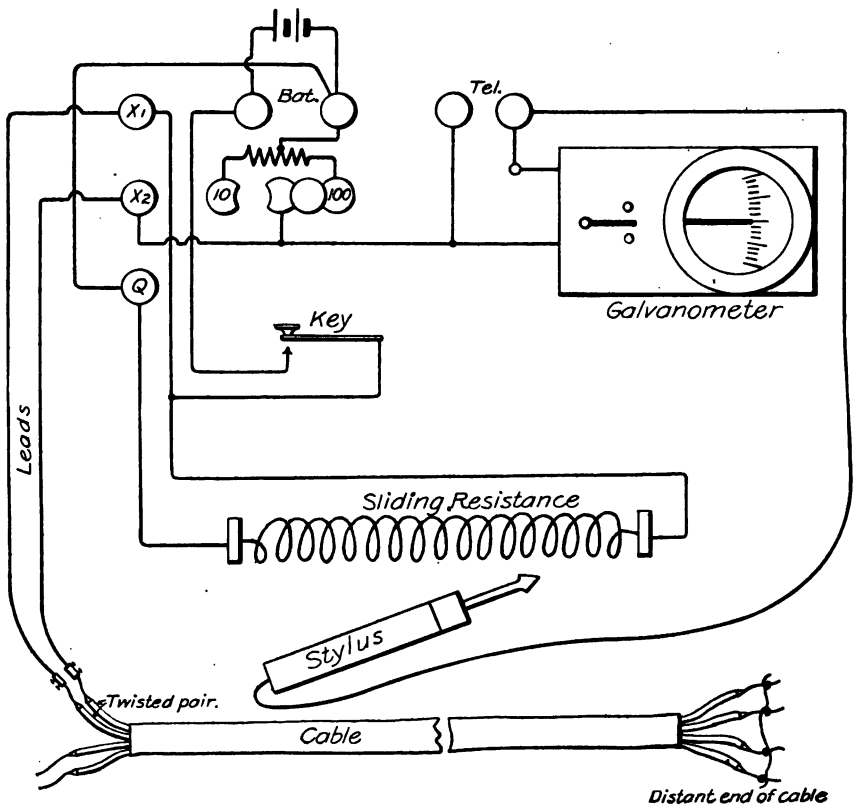 Bat.
Tel.
X1
X2
10
100
Q
Key
Galvanometer
Leads
Sliding Resistance
Stylus
Twisted pair.
Cable
Distant end of cable